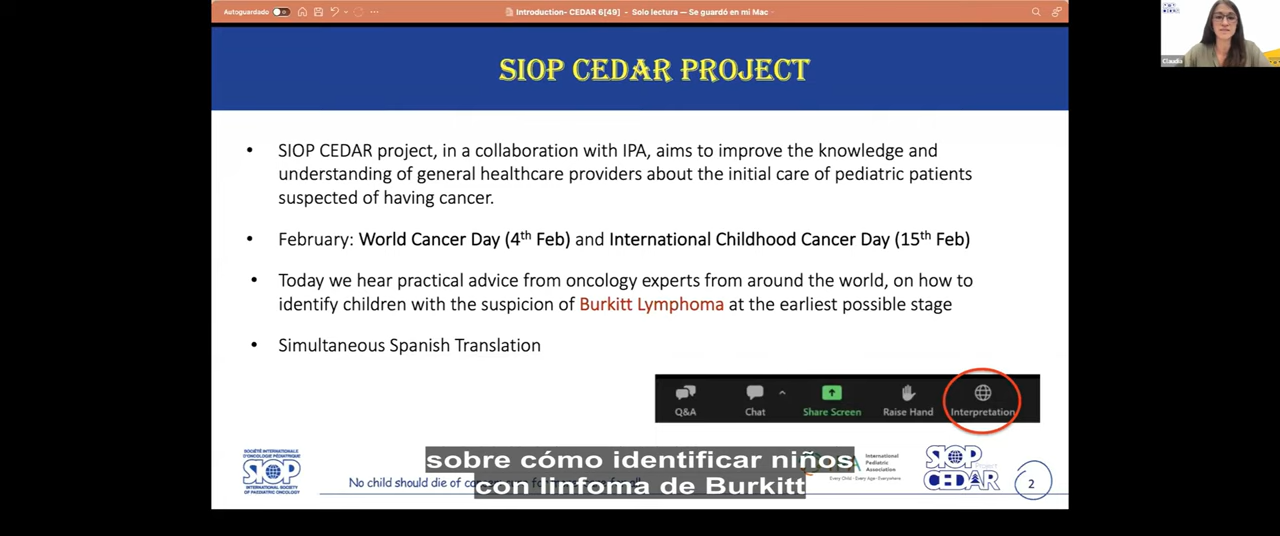 Autoguardado
Introduction- CEDAR 6[49] - Solo lectura — Se guardó en mi Mac
SIOP CEDAR PROJECT
• SIOP CEDAR project, in a collaboration with IPA, aims to improve the knowledge and
understanding of general healthcare providers about the initial care of pediatric patients
suspected of having cancer.
• February: World Cancer Day (4th Feb) and International Childhood Cancer Day (15th Feb)
• Today we hear practical advice from oncology experts from around the world, on how to
identify children with the suspicion of Burkitt Lymphoma at the earliest possible stage
• Simultaneous Spanish Translation
Q&A Chat Share Screen Raise Hand Interpretation
SOCIÉTÉ INTERNATIONALE
D'ONCOLOGIE PÉDIATRIQUE
SIOP
INTERNATIONAL SOCIETY
OF PAEDIATRIC ONCOLOGY
No child should die of
sobre cómo identificar niños
con linfoma de Burkitt
International
Pediatric
Association
Every Child - Every Age - Everywhere
SIOP
CEDAR
2
Claudia